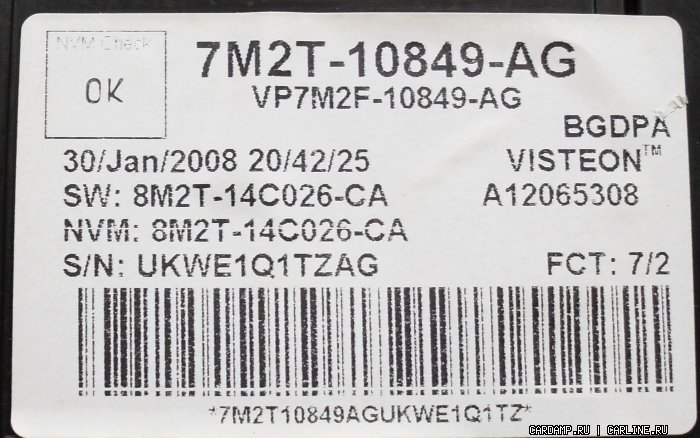 NVM Check
OK
7M2T-10849-AG
VP7M2F-10849-AG
BGDPA
30/Jan/2008 20/42/25
VISTEON™
SW: 8M2T-14C026-CA
A12065308
NVM: 8M2T-14C026-CA
S/N: UKWE1Q1TZAG
FCT: 7/2
*7M2T10849AGUKWE1Q1TZ*
CARDAMP.RU | CARLINE.RU